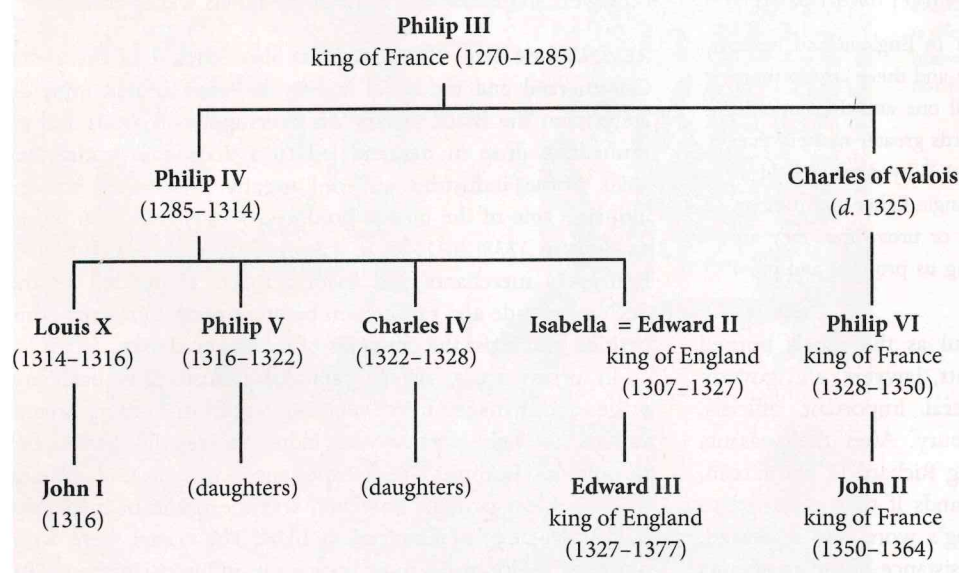 Philip III
king of France (1270–1285)
Philip IV
(1285–1314)
Charles of Valois
(d. 1325)
Louis X
(1314–1316)
Philip V
(1316–1322)
Charles IV
(1322–1328)
Isabella = Edward II
king of England
(1307–1327)
Philip VI
king of France
(1328–1350)
John I
(1316)
(daughters)
(daughters)
Edward III
king of England
(1327–1377)
John II
king of France
(1350–1364)